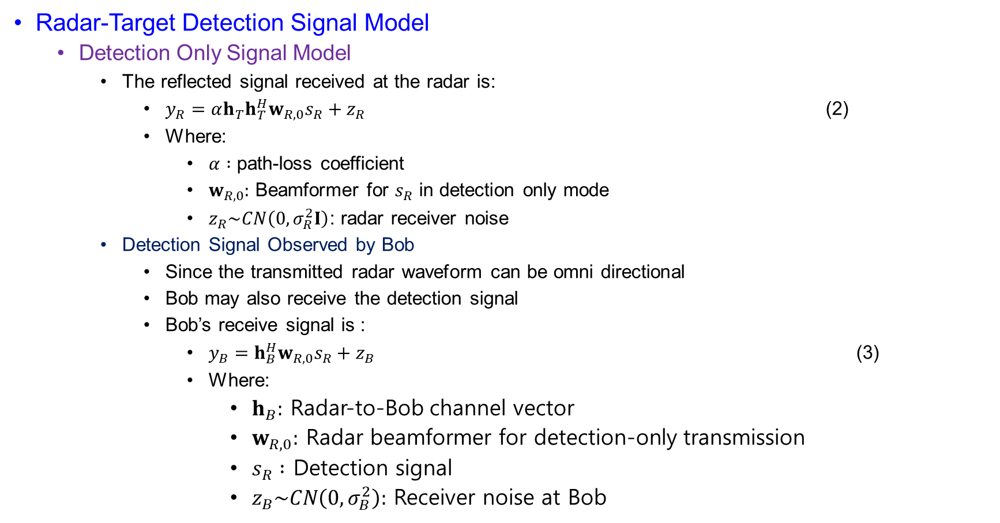 • Radar-Target Detection Signal Model
• Detection Only Signal Model
• The reflected signal received at the radar is:
• $y_R = \alpha \mathbf{h}_T \mathbf{h}_T^H \mathbf{w}_{R,0} s_R + z_R$ (2)
• Where:
• $\alpha$ : path-loss coefficient
• $\mathbf{w}_{R,0}$: Beamformer for $s_R$ in detection only mode
• $z_R \sim CN(0, \sigma_R^2 \mathbf{I})$: radar receiver noise
• Detection Signal Observed by Bob
• Since the transmitted radar waveform can be omni directional
• Bob may also receive the detection signal
• Bob’s receive signal is :
• $y_B = \mathbf{h}_B^H \mathbf{w}_{R,0} s_R + z_B$ (3)
• Where:
• $\mathbf{h}_B$: Radar-to-Bob channel vector
• $\mathbf{w}_{R,0}$: Radar beamformer for detection-only transmission
• $s_R$ : Detection signal
• $z_B \sim CN(0, \sigma_B^2)$: Receiver noise at Bob